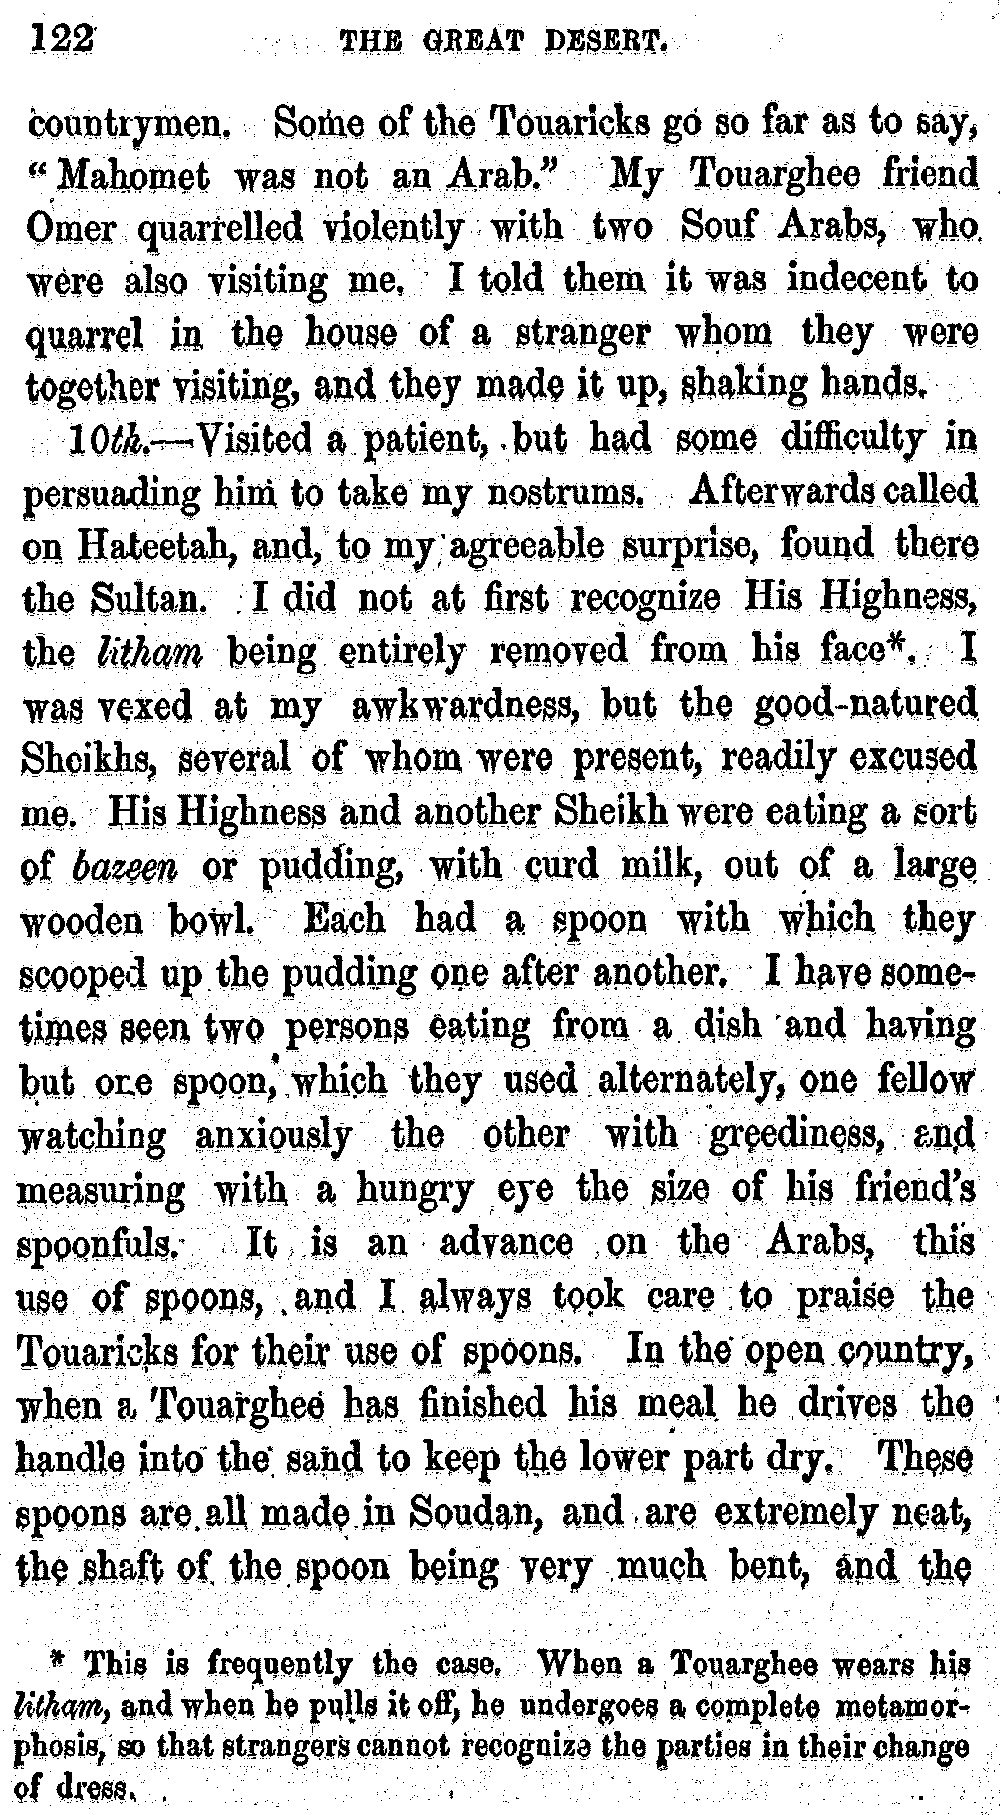 122 THE GREAT DESERT.
countrymen. Some of the Touaricks go so far as to say,
“Mahomet was not an Arab.” My Touarghee friend
Omer quarrelled violently with two Souf Arabs, who
were also visiting me. I told them it was indecent to
quarrel in the house of a stranger whom they were
together visiting, and they made it up, shaking hands.
10th.—Visited a patient, but had some difficulty in
persuading him to take my nostrums. Afterwards called
on Hateetah, and, to my agreeable surprise, found there
the Sultan. I did not at first recognize His Highness,
the litham being entirely removed from his face*. I
was vexed at my awkwardness, but the good-natured
Sheikhs, several of whom were present, readily excused
me. His Highness and another Sheikh were eating a sort
of bazeen or pudding, with curd milk, out of a large
wooden bowl. Each had a spoon with which they
scooped up the pudding one after another. I have some-
times seen two persons eating from a dish and having
but one spoon, which they used alternately, one fellow
watching anxiously the other with greediness, and
measuring with a hungry eye the size of his friend's
spoonfuls. It is an advance on the Arabs, this
use of spoons, and I always took care to praise the
Touaricks for their use of spoons. In the open country,
when a Touarghee has finished his meal he drives the
handle into the sand to keep the lower part dry. These
spoons are all made in Soudan, and are extremely neat,
the shaft of the spoon being very much bent, and the
* This is frequently the case. When a Touarghee wears his
litham, and when he pulls it off, he undergoes a complete metamor-
phosis, so that strangers cannot recognize the parties in their change
of dress.